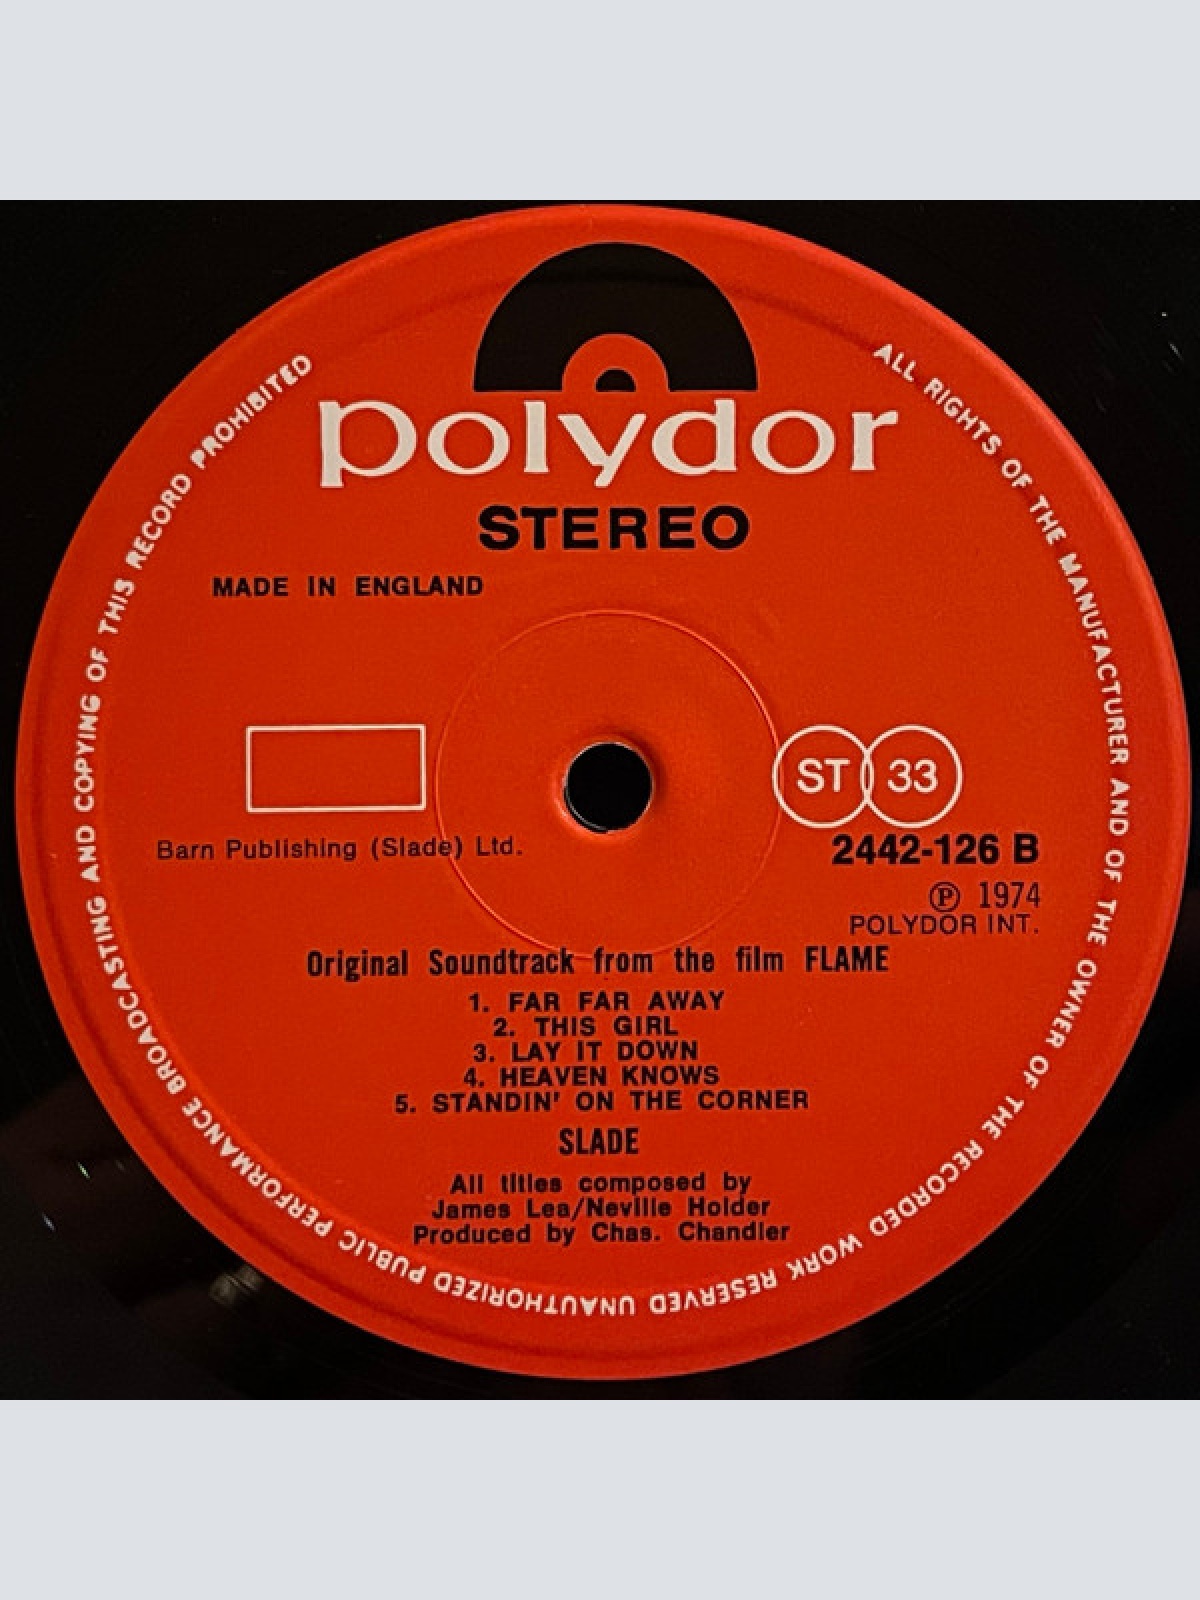 polydor
STEREO
MADE IN ENGLAND
ST 33
Barn Publishing (Slade) Ltd.
2442-126 B
Ⓟ 1974
POLYDOR INT.
Original Soundtrack from the film FLAME
1. FAR FAR AWAY
2. THIS GIRL
3. LAY IT DOWN
4. HEAVEN KNOWS
5. STANDIN' ON THE CORNER
SLADE
All titles composed by
James Lea/Neville Holder
Produced by Chas. Chandler
ALL RIGHTS OF THE MANUFACTURER AND OF THE OWNER OF THE RECORDED WORK RESERVED UNAUTHORIZED PUBLIC PERFORMANCE BROADCASTING AND COPYING OF THIS RECORD PROHIBITED